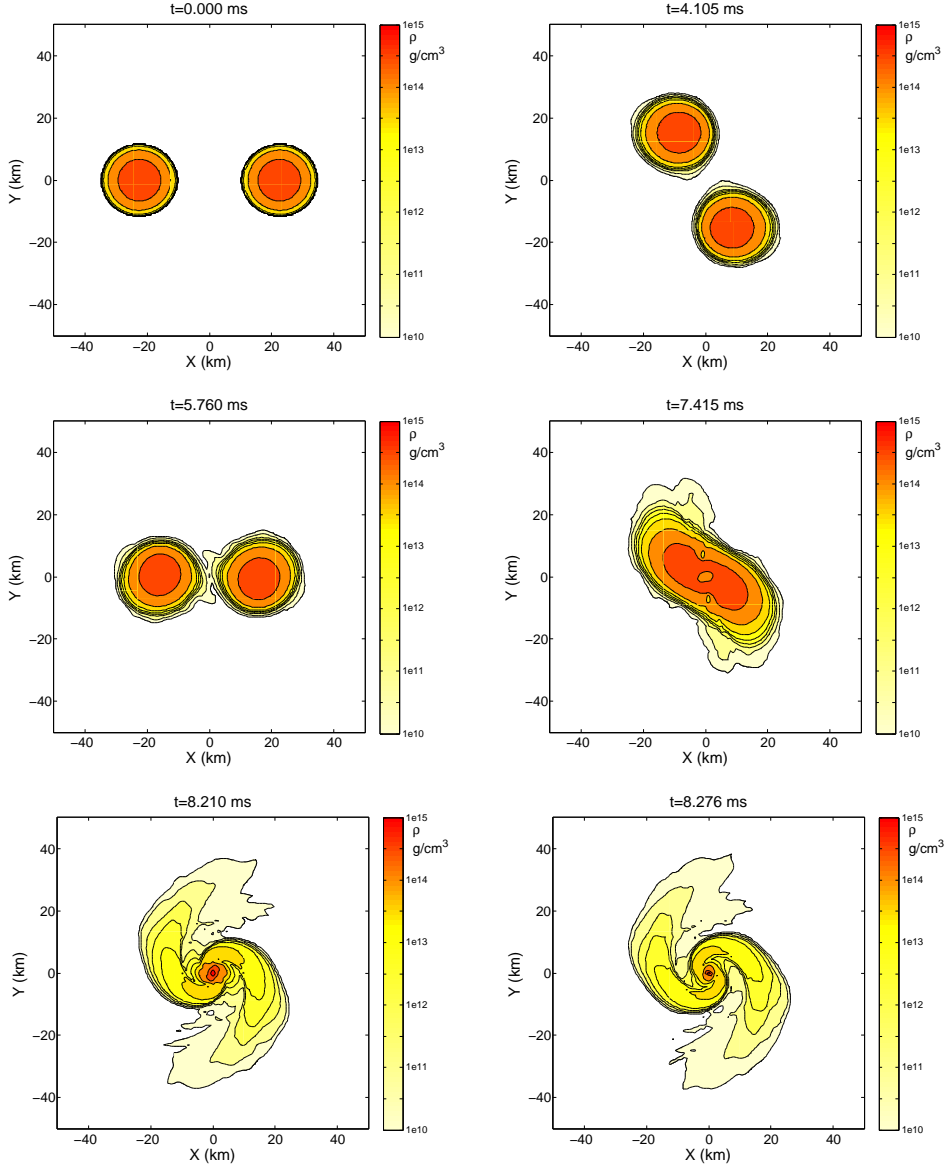 t=0.000 ms
t=4.105 ms
1e15
ρ
g/cm³
1e14
1e13
1e12
1e11
1e10
40
20
0
−20
−40
Y (km)
−40 −20 0 20 40
X (km)
1e15
ρ
g/cm³
1e14
1e13
1e12
1e11
1e10
40
20
0
−20
−40
Y (km)
−40 −20 0 20 40
X (km)
t=5.760 ms
t=7.415 ms
1e15
ρ
g/cm³
1e14
1e13
1e12
1e11
1e10
40
20
0
−20
−40
Y (km)
−40 −20 0 20 40
X (km)
1e15
ρ
g/cm³
1e14
1e13
1e12
1e11
1e10
40
20
0
−20
−40
Y (km)
−40 −20 0 20 40
X (km)
t=8.210 ms
t=8.276 ms
1e15
ρ
g/cm³
1e14
1e13
1e12
1e11
1e10
40
20
0
−20
−40
Y (km)
−40 −20 0 20 40
X (km)
1e15
ρ
g/cm³
1e14
1e13
1e12
1e11
1e10
40
20
0
−20
−40
Y (km)
−40 −20 0 20 40
X (km)